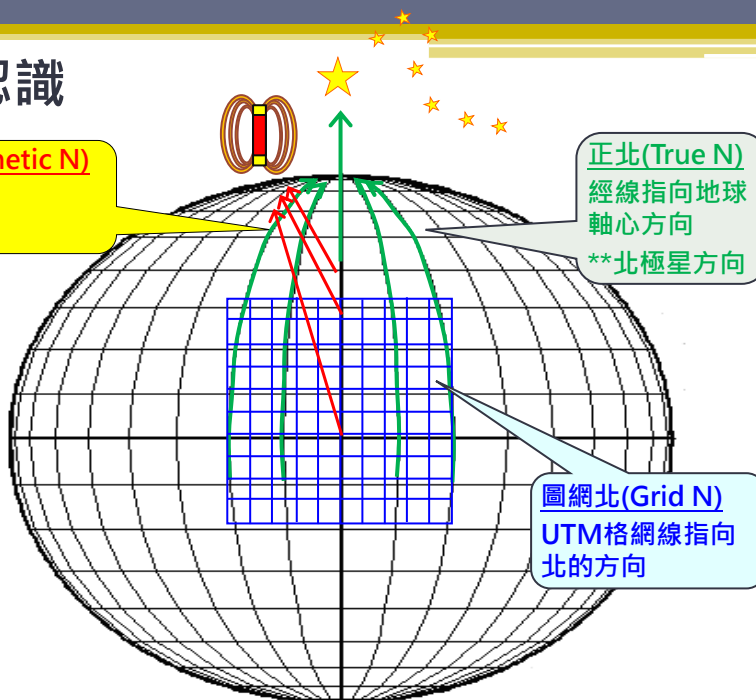 識
netic N)
正北(True N)
經線指向地球
軸心方向
**北極星方向
圖網北(Grid N)
UTM格網線指向
北的方向